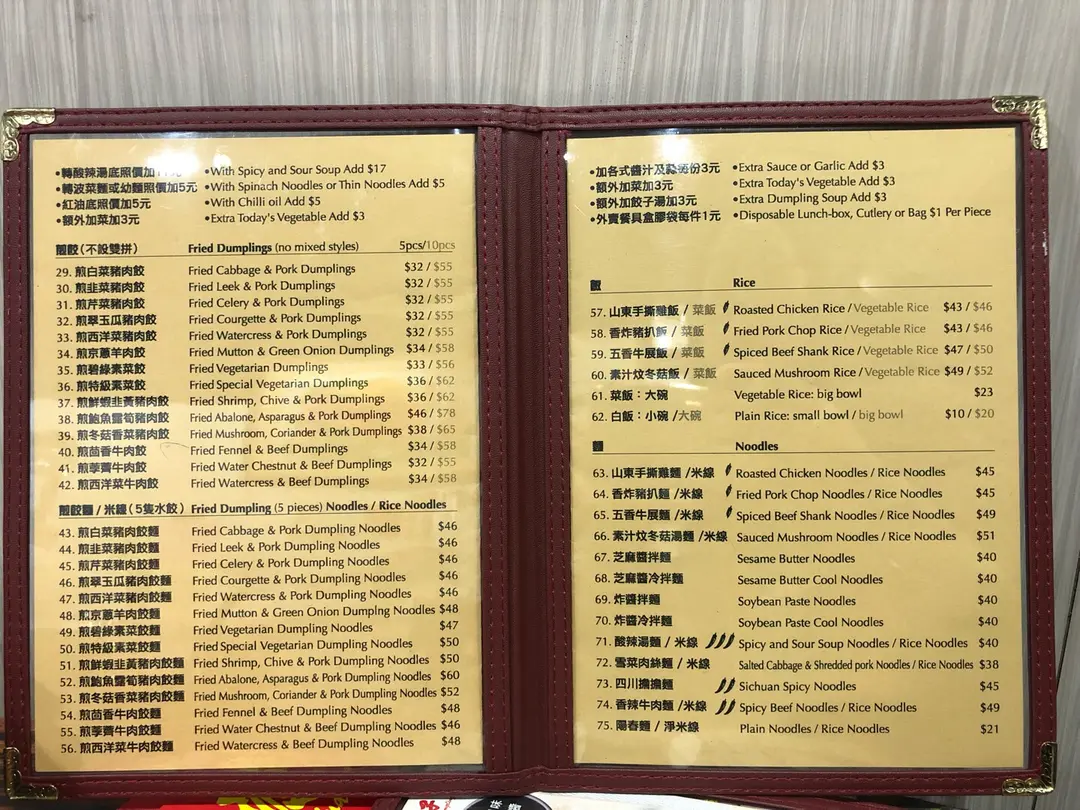 •轉酸辣湯底照價加 元 •With Spicy and Sour Soup Add $17
•轉波菜麵或幼麵照價加5元 •With Spinach Noodles or Thin Noodles Add $5
•紅油底照價加5元 •With Chilli oil Add $5
•額外加菜加3元 •Extra Today's Vegetable Add $3
煎餃(不設雙拼) Fried Dumplings (no mixed styles) 5pcs/10pcs
29. 煎白菜豬肉餃 Fried Cabbage & Pork Dumplings $32 / $55
30. 煎韭菜豬肉餃 Fried Leek & Pork Dumplings $32 / $55
31. 煎芹菜豬肉餃 Fried Celery & Pork Dumplings $32 / $55
32. 煎翠玉瓜豬肉餃 Fried Courgette & Pork Dumplings $32 / $55
33. 煎西洋菜豬肉餃 Fried Watercress & Pork Dumplings $32 / $55
34. 煎京蔥羊肉餃 Fried Mutton & Green Onion Dumplings $34 / $58
35. 煎碧綠素菜餃 Fried Vegetarian Dumplings $33 / $56
36. 煎特級素菜餃 Fried Special Vegetarian Dumplings $36 / $62
37. 煎鮮蝦韭黃豬肉餃 Fried Shrimp, Chive & Pork Dumplings $36 / $62
38. 煎鮑魚露筍豬肉餃 Fried Abalone, Asparagus & Pork Dumplings $46 / $78
39. 煎冬菇香菜豬肉餃 Fried Mushroom, Coriander & Pork Dumplings $38 / $65
40. 煎茴香牛肉餃 Fried Fennel & Beef Dumplings $34 / $58
41. 煎荸薺牛肉餃 Fried Water Chestnut & Beef Dumplings $32 / $55
42. 煎西洋菜牛肉餃 Fried Watercress & Beef Dumplings $34 / $58
煎餃麵 / 米線(5隻水餃) Fried Dumpling (5 pieces) Noodles / Rice Noodles
43. 煎白菜豬肉餃麵 Fried Cabbage & Pork Dumpling Noodles $46
44. 煎韭菜豬肉餃麵 Fried Leek & Pork Dumpling Noodles $46
45. 煎芹菜豬肉餃麵 Fried Celery & Pork Dumpling Noodles $46
46. 煎翠玉瓜豬肉餃麵 Fried Courgette & Pork Dumpling Noodles $46
47. 煎西洋菜豬肉餃麵 Fried Watercress & Pork Dumpling Noodles $46
48. 煎京蔥羊肉餃麵 Fried Mutton & Green Onion Dumplng Noodles $48
49. 煎碧綠素菜餃麵 Fried Vegetarian Dumpling Noodles $47
50. 煎特級素菜餃麵 Fried Special Vegetarian Dumpling Noodles $50
51. 煎鮮蝦韭黃豬肉餃麵 Fried Shrimp, Chive & Pork Dumpling Noodles $50
52. 煎鮑魚露筍豬肉餃麵 Fried Abalone, Asparagus & Pork Dumpling Noodles $60
53. 煎冬菇香菜豬肉餃麵 Fried Mushroom, Coriander & Pork Dumpling Noodles $52
54. 煎茴香牛肉餃麵 Fried Fennel & Beef Dumpling Noodles $48
55. 煎荸薺牛肉餃麵 Fried Water Chestnut & Beef Dumpling Noodles $46
56. 煎西洋菜牛肉餃麵 Fried Watercress & Beef Dumpling Noodles $48
•加各式醬汁及蒜蓉份3元 •Extra Sauce or Garlic Add $3
•額外加菜加3元 •Extra Today's Vegetable Add $3
•額外加餃子湯加3元 •Extra Dumpling Soup Add $3
•外賣餐具盒膠袋每件1元 •Disposable Lunch-box, Cutlery or Bag $1 Per Piece
飯 Rice
57. 山東手撕雞飯 / 菜飯 Roasted Chicken Rice / Vegetable Rice $43 / $46
58. 香炸豬扒飯 / 菜飯 Fried Pork Chop Rice / Vegetable Rice $43 / $46
59. 五香牛展飯 / 菜飯 Spiced Beef Shank Rice / Vegetable Rice $47 / $50
60. 素汁炆冬菇飯 / 菜飯 Sauced Mushroom Rice / Vegetable Rice $49 / $52
61. 菜飯：大碗 Vegetable Rice: big bowl $23
62. 白飯：小碗 /大碗 Plain Rice: small bowl / big bowl $10 / $20
麵 Noodles
63. 山東手撕雞麵 /米線 Roasted Chicken Noodles / Rice Noodles $45
64. 香炸豬扒麵 /米線 Fried Pork Chop Noodles / Rice Noodles $45
65. 五香牛展麵 /米線 Spiced Beef Shank Noodles / Rice Noodles $49
66. 素汁炆冬菇湯麵 /米線 Sauced Mushroom Noodles / Rice Noodles $51
67. 芝麻醬拌麵 Sesame Butter Noodles $40
68. 芝麻醬冷拌麵 Sesame Butter Cool Noodles $40
69. 炸醬拌麵 Soybean Paste Noodles $40
70. 炸醬冷拌麵 Soybean Paste Cool Noodles $40
71. 酸辣湯麵 / 米線 Spicy and Sour Soup Noodles / Rice Noodles $40
72. 雪菜肉絲麵 / 米線 Salted Cabbage & Shredded pork Noodles / Rice Noodles $38
73. 四川擔擔麵 Sichuan Spicy Noodles $45
74. 香辣牛肉麵 / 米線 Spicy Beef Noodles / Rice Noodles $49
75. 陽春麵 / 淨米線 Plain Noodles / Rice Noodles $21